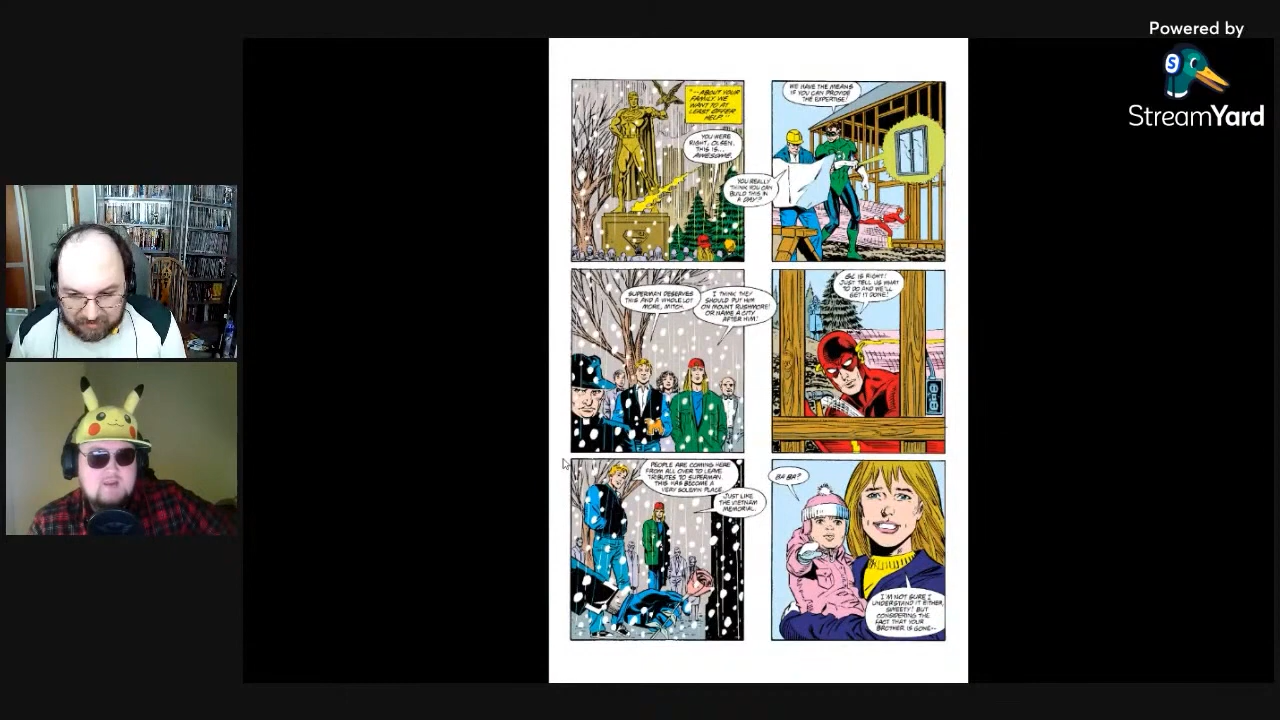 Powered by
StreamYard
"--ABOUT YOUR
FAMILY. WE
WANT TO AT
LEAST OFFER
HELP."
YOU WERE
RIGHT, OLSEN.
THIS IS...
AWESOME.
YOU REALLY
THINK YOU CAN
BUILD THIS IN
A DAY?
WE HAVE THE MEANS
IF YOU CAN PROVIDE
THE EXPERTISE!
SUPERMAN DESERVES
THIS AND A WHOLE LOT
MORE, MITCH.
I THINK THEY
SHOULD PUT HIM
ON MOUNT RUSHMORE!
OR NAME A CITY
AFTER HIM!
GL IS RIGHT!
JUST TELL US WHAT
TO DO AND WE'LL
GET IT DONE!
PEOPLE ARE COMING HERE
FROM ALL OVER TO LEAVE
TRIBUTES TO SUPERMAN.
THIS HAS BECOME A
VERY SOLEMN PLACE.
JUST LIKE
THE VIETNAM
MEMORIAL.
BA BA?
I'M NOT SURE I
UNDERSTAND IT EITHER,
SWEETY! BUT
CONSIDERING THE
FACT THAT YOUR
BROTHER IS GONE--